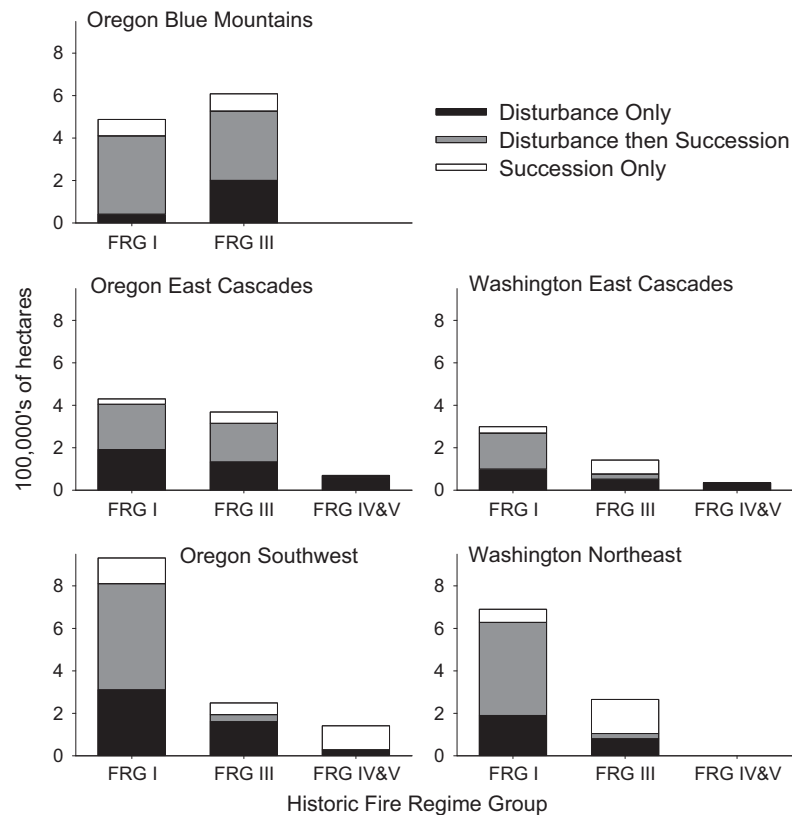 Oregon Blue Mountains
8
6
4
2
0
FRG I FRG III
Disturbance Only
Disturbance then Succession
Succession Only
100,000's of hectares
Oregon East Cascades
8
6
4
2
0
FRG I FRG III FRG IV&V
Washington East Cascades
8
6
4
2
0
FRG I FRG III FRG IV&V
Oregon Southwest
8
6
4
2
0
FRG I FRG III FRG IV&V
Washington Northeast
8
6
4
2
0
FRG I FRG III FRG IV&V
Historic Fire Regime Group